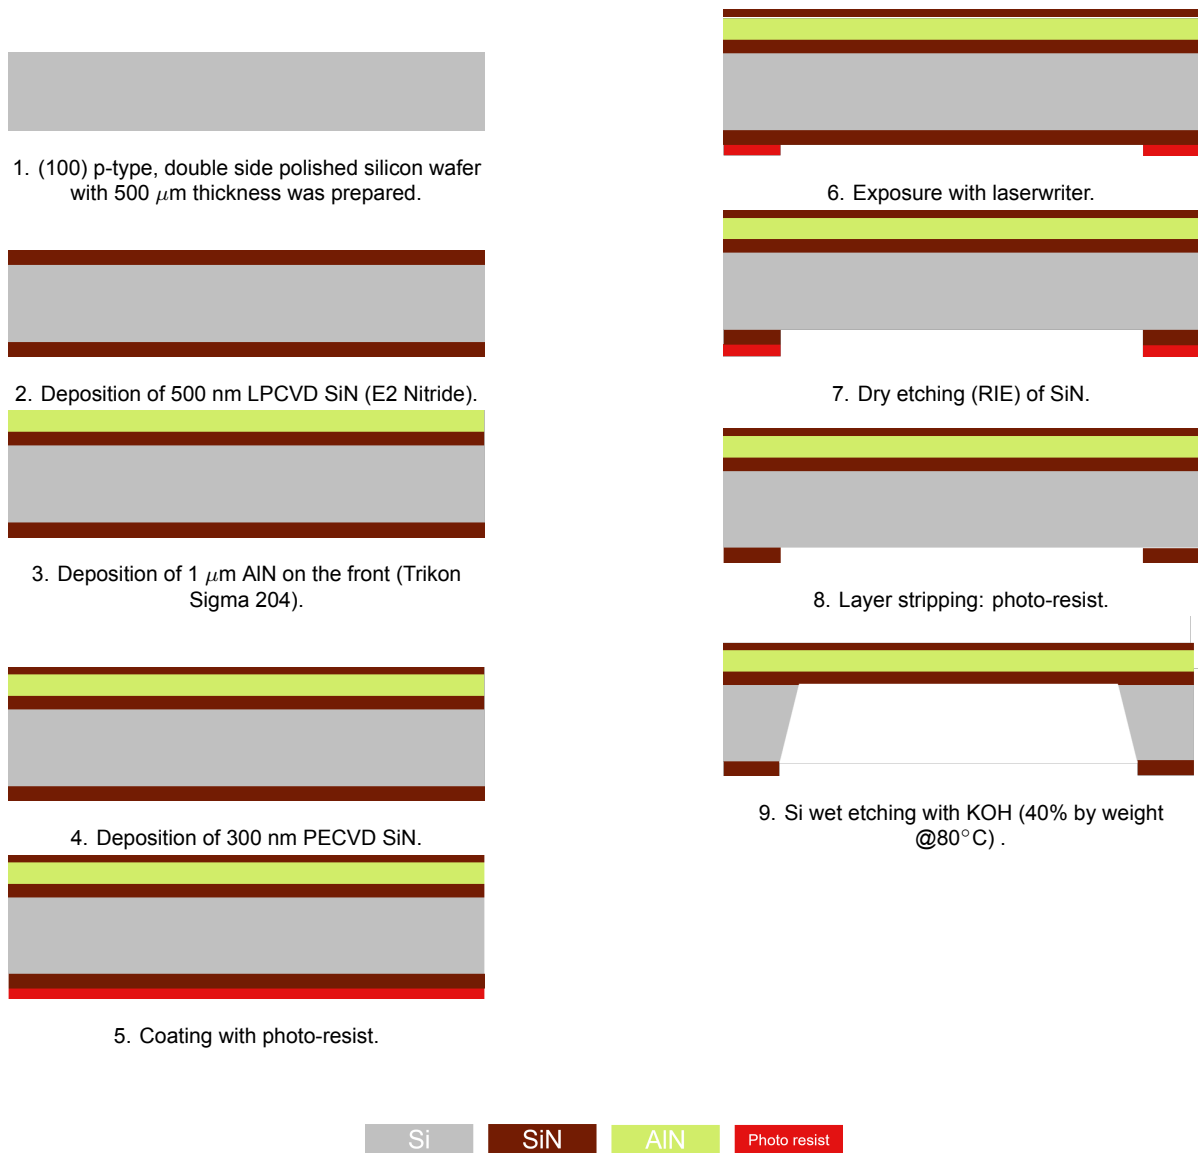 1. (100) p-type, double side polished silicon wafer
with 500 μm thickness was prepared.
2. Deposition of 500 nm LPCVD SiN (E2 Nitride).
3. Deposition of 1 μm AlN on the front (Trikon
Sigma 204).
4. Deposition of 300 nm PECVD SiN.
5. Coating with photo-resist.
6. Exposure with laserwriter.
7. Dry etching (RIE) of SiN.
8. Layer stripping: photo-resist.
9. Si wet etching with KOH (40% by weight
@80°C) .
Si SiN AlN Photo resist